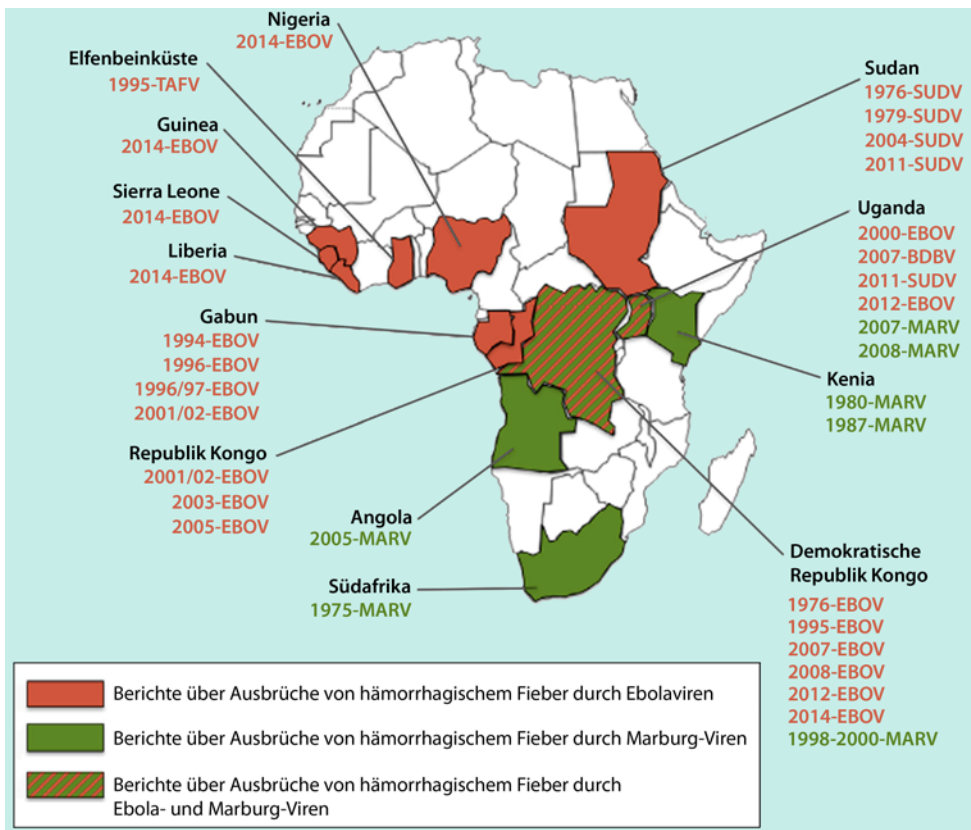 Nigeria
2014-EBOV
Elfenbeinküste
1995-TAFV
Guinea
2014-EBOV
Sierra Leone
2014-EBOV
Liberia
2014-EBOV
Gabun
1994-EBOV
1996-EBOV
1996/97-EBOV
2001/02-EBOV
Republik Kongo
2001/02-EBOV
2003-EBOV
2005-EBOV
Angola
2005-MARV
Südafrika
1975-MARV
Sudan
1976-SUDV
1979-SUDV
2004-SUDV
2011-SUDV
Uganda
2000-EBOV
2007-BDBV
2011-SUDV
2012-EBOV
2007-MARV
2008-MARV
Kenia
1980-MARV
1987-MARV
Demokratische
Republik Kongo
1976-EBOV
1995-EBOV
2007-EBOV
2008-EBOV
2012-EBOV
2014-EBOV
1998-2000-MARV
Berichte über Ausbrüche von hämorrhagischem Fieber durch Ebolaviren
Berichte über Ausbrüche von hämorrhagischem Fieber durch Marburg-Viren
Berichte über Ausbrüche von hämorrhagischem Fieber durch
Ebola- und Marburg-Viren